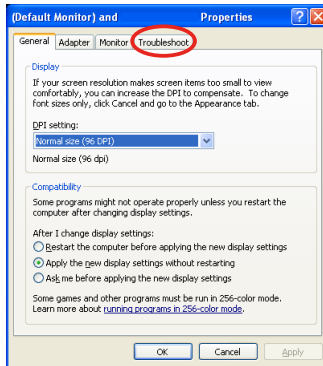 (Default Monitor) and Properties
General Adapter Monitor Troubleshoot
Display
If your screen resolution makes screen items too small to view
comfortably, you can increase the DPI to compensate. To change
font sizes only, click Cancel and go to the Appearance tab.
DPI setting:
Normal size (96 DPI)
Normal size (96 dpi)
Compatibility
Some programs might not operate properly unless you restart the
computer after changing display settings.
After I change display settings:
Restart the computer before applying the new display settings
Apply the new display settings without restarting
Ask me before applying the new display settings
Some games and other programs must be run in 256-color mode.
Learn more about running programs in 256-color mode.
OK Cancel Apply